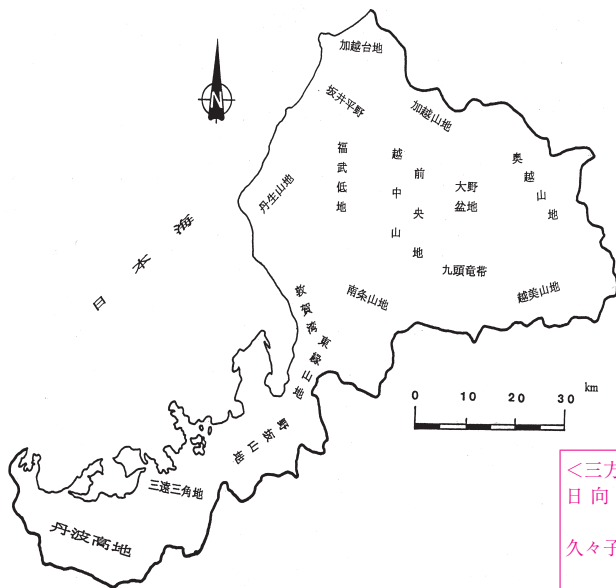 加越台地
坂井平野
加越山地
N
福武低地
越前中央山地
大野
盆地
奥越山地
丹生山地
日本海
九頭竜帯
越美山地
南条山地
敦賀湾東縁山地
km
0 10 20 30
野坂山地
三遠三角地
丹波高地
<三方
日向
久々子